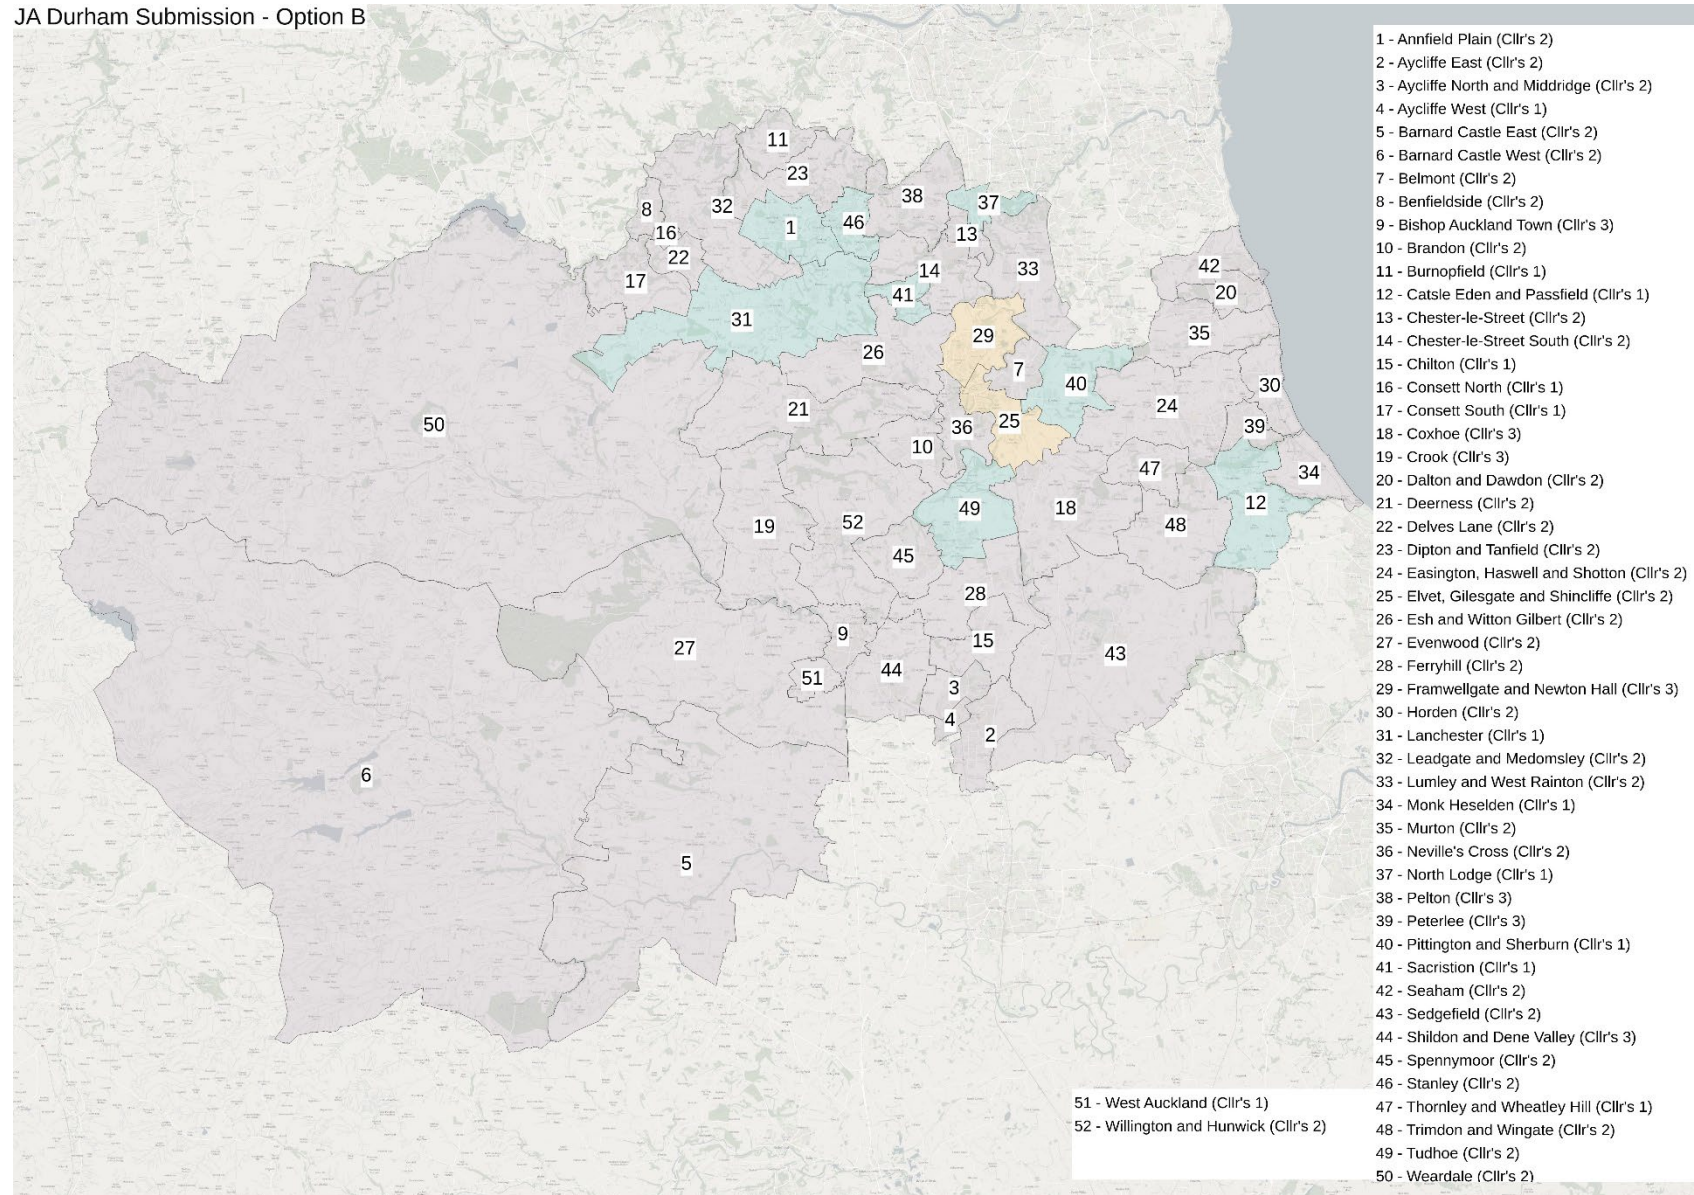 JA Durham Submission - Option B
1 - Annfield Plain (Cllr's 2)
2 - Aycliffe East (Cllr's 2)
3 - Aycliffe North and Middridge (Cllr's 2)
4 - Aycliffe West (Cllr's 1)
5 - Barnard Castle East (Cllr's 2)
6 - Barnard Castle West (Cllr's 2)
7 - Belmont (Cllr's 2)
8 - Benfieldside (Cllr's 2)
9 - Bishop Auckland Town (Cllr's 3)
10 - Brandon (Cllr's 2)
11 - Burnopfield (Cllr's 1)
12 - Catsle Eden and Passfield (Cllr's 1)
13 - Chester-le-Street (Cllr's 2)
14 - Chester-le-Street South (Cllr's 2)
15 - Chilton (Cllr's 1)
16 - Consett North (Cllr's 1)
17 - Consett South (Cllr's 1)
18 - Coxhoe (Cllr's 3)
19 - Crook (Cllr's 3)
20 - Dalton and Dawdon (Cllr's 2)
21 - Deerness (Cllr's 2)
22 - Delves Lane (Cllr's 2)
23 - Dipton and Tanfield (Cllr's 2)
24 - Easington, Haswell and Shotton (Cllr's 2)
25 - Elvet, Gilesgate and Shincliffe (Cllr's 2)
26 - Esh and Witton Gilbert (Cllr's 2)
27 - Evenwood (Cllr's 2)
28 - Ferryhill (Cllr's 2)
29 - Framwellgate and Newton Hall (Cllr's 3)
30 - Horden (Cllr's 2)
31 - Lanchester (Cllr's 1)
32 - Leadgate and Medomsley (Cllr's 2)
33 - Lumley and West Rainton (Cllr's 2)
34 - Monk Heselden (Cllr's 1)
35 - Murton (Cllr's 2)
36 - Neville's Cross (Cllr's 2)
37 - North Lodge (Cllr's 1)
38 - Pelton (Cllr's 3)
39 - Peterlee (Cllr's 3)
40 - Pittington and Sherburn (Cllr's 1)
41 - Sacristion (Cllr's 1)
42 - Seaham (Cllr's 2)
43 - Sedgefield (Cllr's 2)
44 - Shildon and Dene Valley (Cllr's 3)
45 - Spennymoor (Cllr's 2)
46 - Stanley (Cllr's 2)
47 - Thornley and Wheatley Hill (Cllr's 1)
48 - Trimdon and Wingate (Cllr's 2)
49 - Tudhoe (Cllr's 2)
50 - Weardale (Cllr's 2)
51 - West Auckland (Cllr's 1)
52 - Willington and Hunwick (Cllr's 2)
11
23
38
32
8
37
46
1
16
13
22
42
33
14
17
20
41
31
35
29
26
7
40
30
24
21
25
50
39
36
10
47
34
12
49
18
52
48
19
45
28
9
15
27
43
44
51
3
4
2
6
5